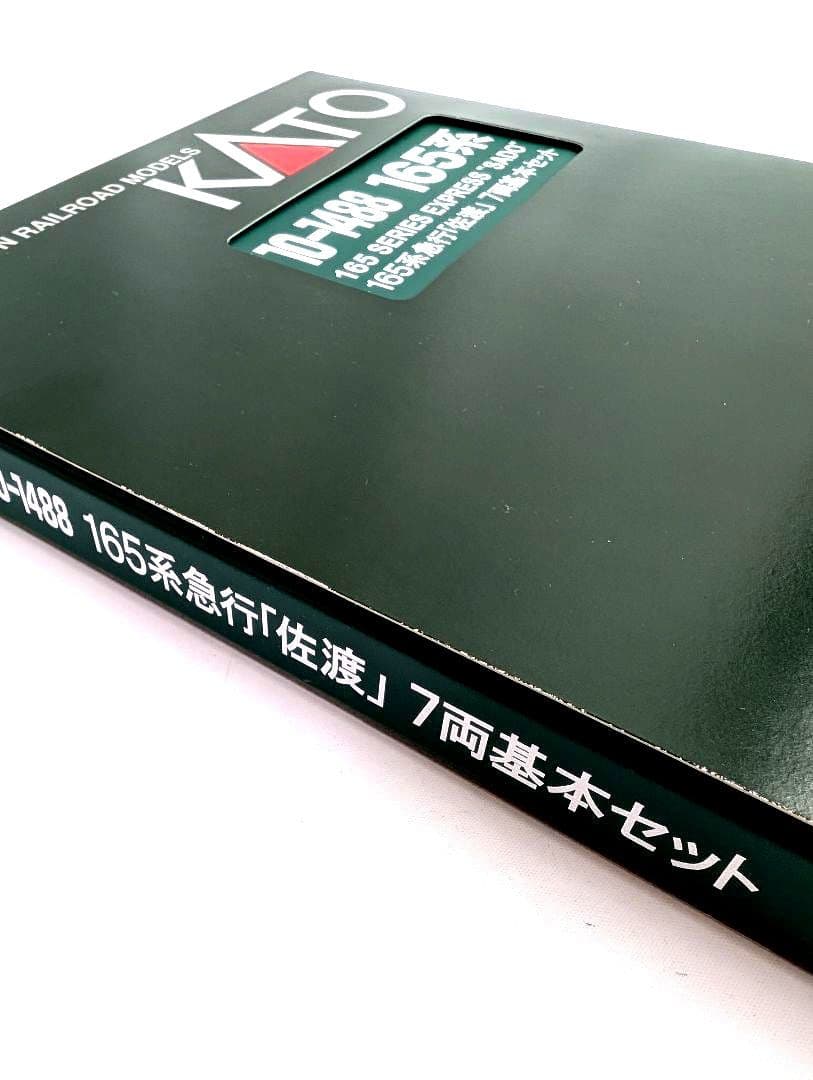 N RAILROAD MODELS
KATO
10-1488 165系
165 SERIES EXPRESS "SADO"
165系急行「佐渡」 7両基本セット
0-1488 165系急行「佐渡」 7両基本セット